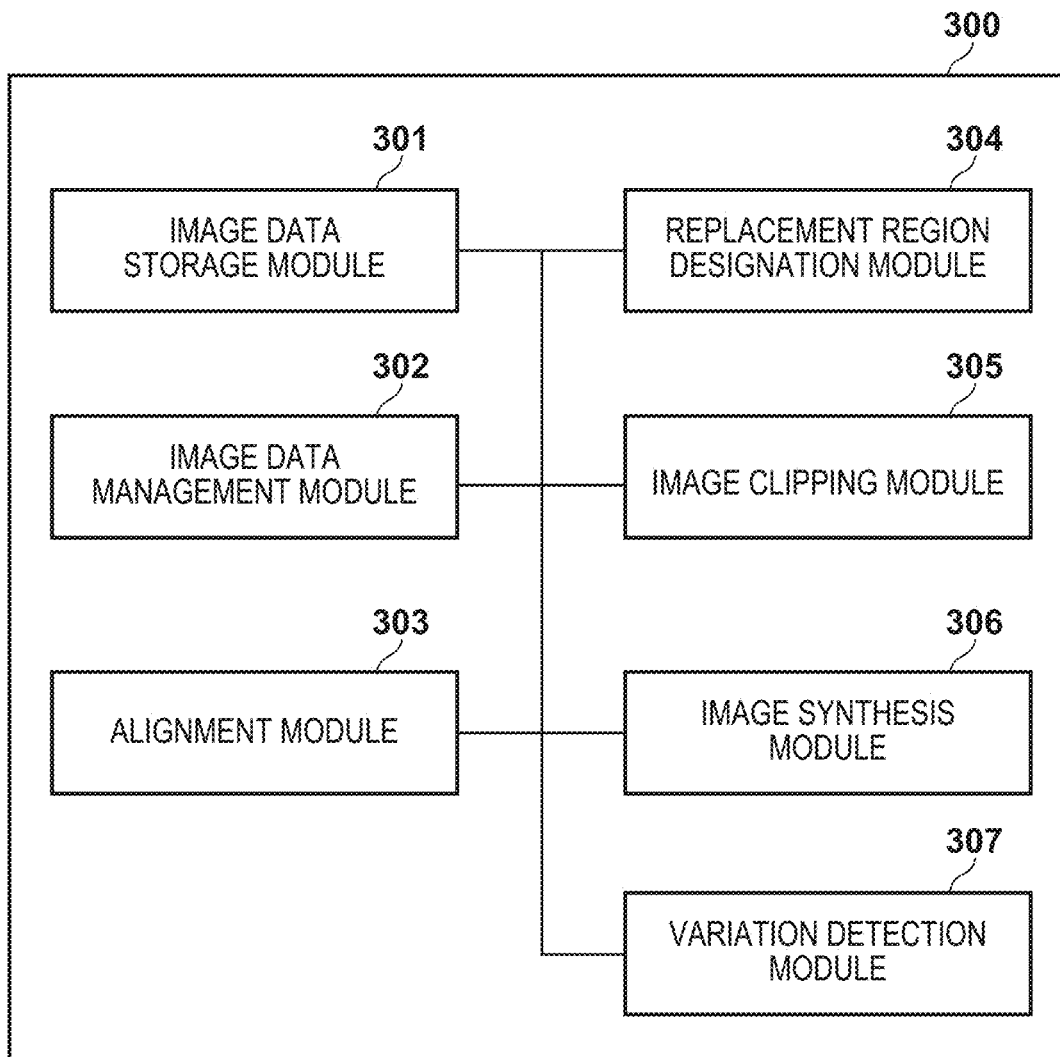 300
301
IMAGE DATA
STORAGE MODULE
304
REPLACEMENT REGION
DESIGNATION MODULE
302
IMAGE DATA
MANAGEMENT MODULE
305
IMAGE CLIPPING MODULE
303
ALIGNMENT MODULE
306
IMAGE SYNTHESIS
MODULE
307
VARIATION DETECTION
MODULE